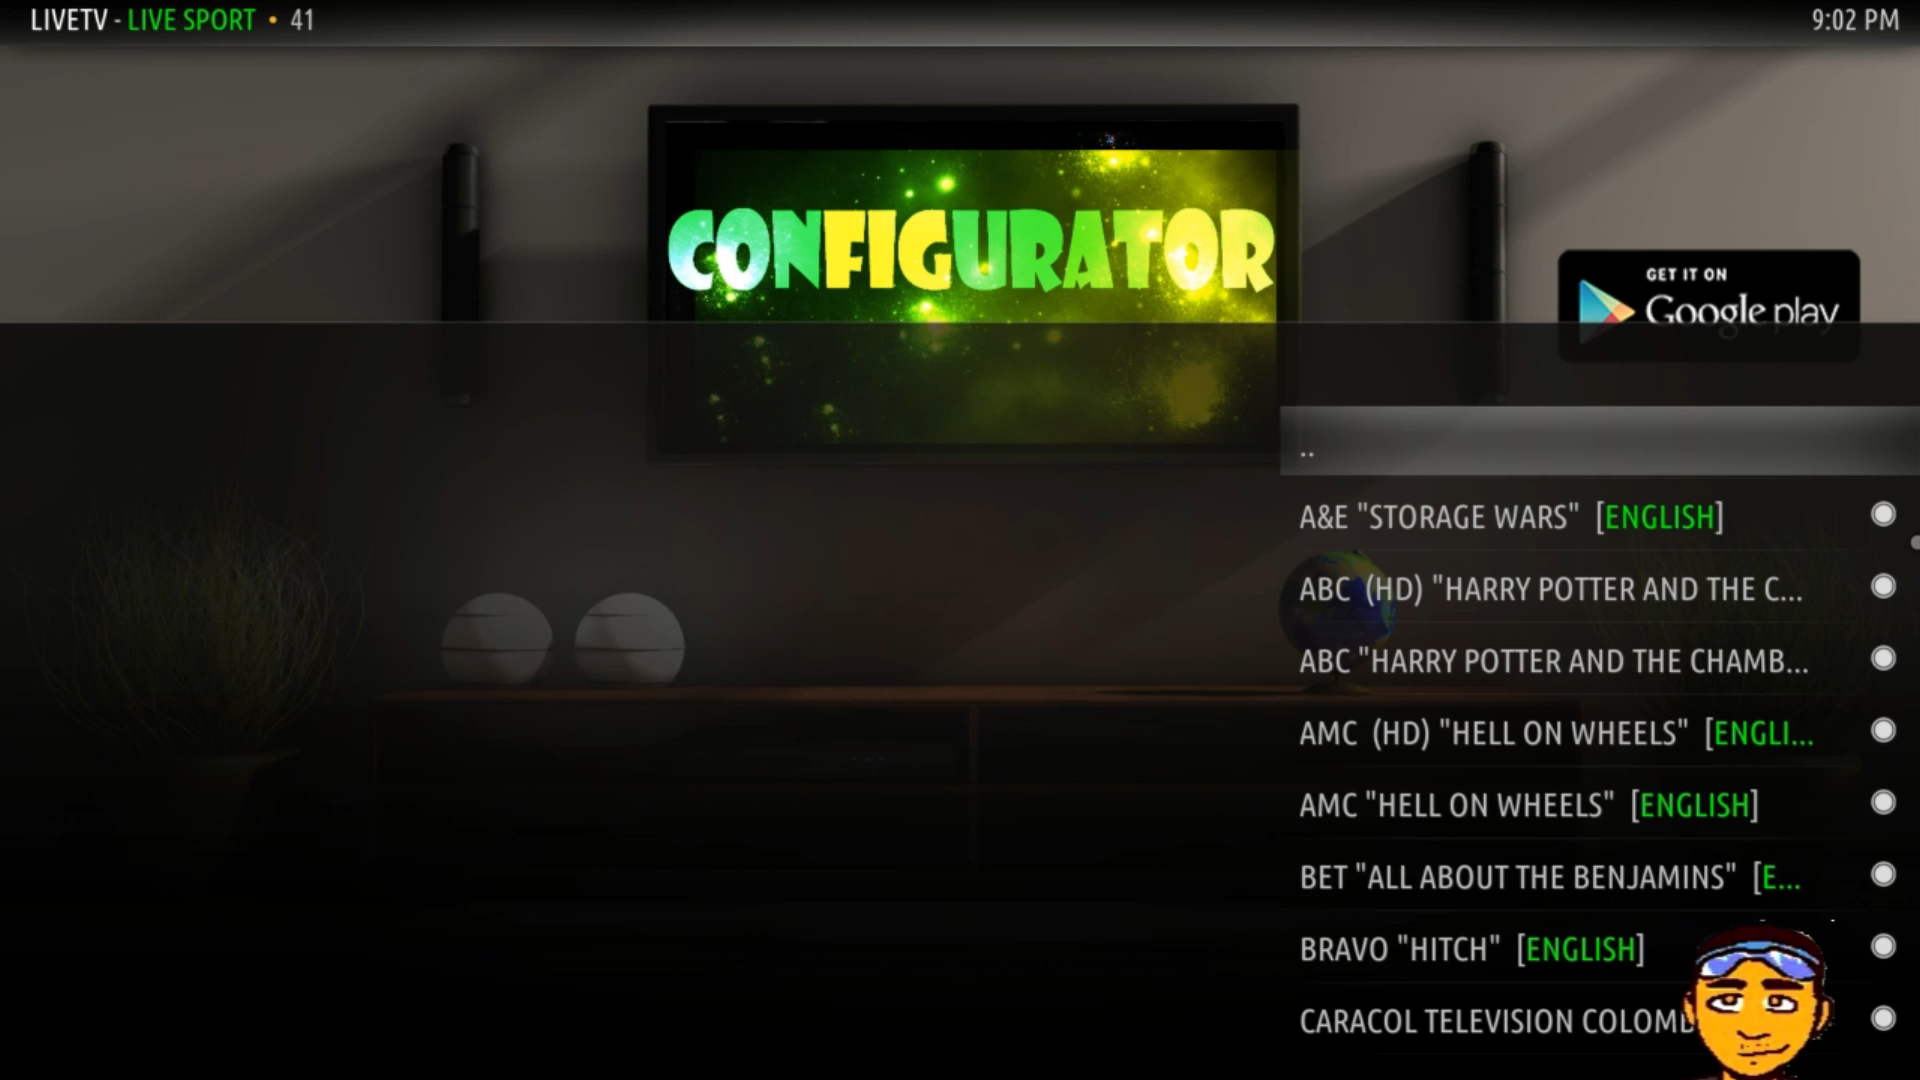 LIVETV - LIVE SPORT • 41
9:02 PM
CONFIGURATOR
GET IT ON
Google play
..
A&E "STORAGE WARS" [ENGLISH]
ABC (HD) "HARRY POTTER AND THE C...
ABC "HARRY POTTER AND THE CHAMB...
AMC (HD) "HELL ON WHEELS" [ENGLI...
AMC "HELL ON WHEELS" [ENGLISH]
BET "ALL ABOUT THE BENJAMINS" [E...
BRAVO "HITCH" [ENGLISH]
CARACOL TELEVISION